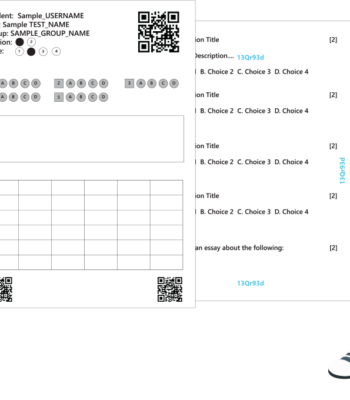 dent: Sample_USERNAME
: Sample TEST_NAME
up: SAMPLE_GROUP_NAME
ion: 2
e: 1 3 4
A B C D 2 A B C D 3 A B C D
A B C D 5 A B C D
ion Title [2]
Description.... 13Qr93d
B. Choice 2 C. Choice 3 D. Choice 4
ion Title [2]
B. Choice 2 C. Choice 3 D. Choice 4
ion Title [2]
B. Choice 2 C. Choice 3 D. Choice 4
13Qr93d
ion Title [2]
B. Choice 2 C. Choice 3 D. Choice 4
an essay about the following: [2]
13Qr93d